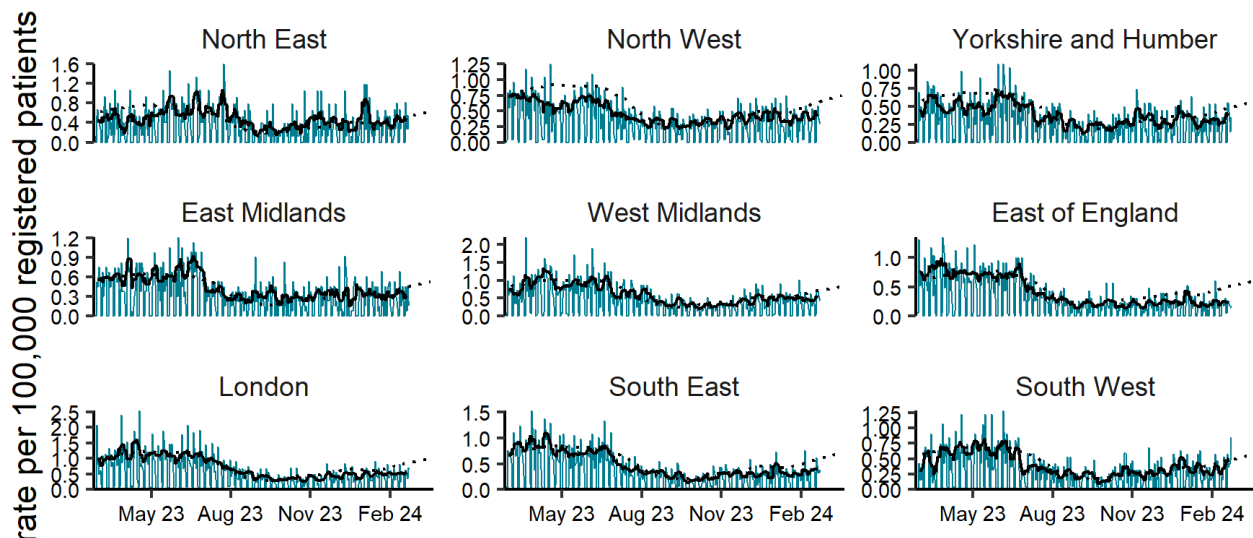 rate per 100,000 registered patients
North East North West Yorkshire and Humber
1.6 1.25 1.00
1.2 1.00 0.75
0.8 0.75 0.50
0.4 0.50 0.25
0.0 0.25 0.00
0.00
East Midlands West Midlands East of England
1.2 2.0 1.0
0.9 1.5 0.5
0.6 1.0 0.0
0.3 0.5
0.0 0.0
London South East South West
2.5 1.5 1.25
2.0 1.0 1.00
1.5 0.5 0.75
1.0 0.0 0.50
0.5 0.25
0.0 0.00
May 23 Aug 23 Nov 23 Feb 24 May 23 Aug 23 Nov 23 Feb 24 May 23 Aug 23 Nov 23 Feb 24